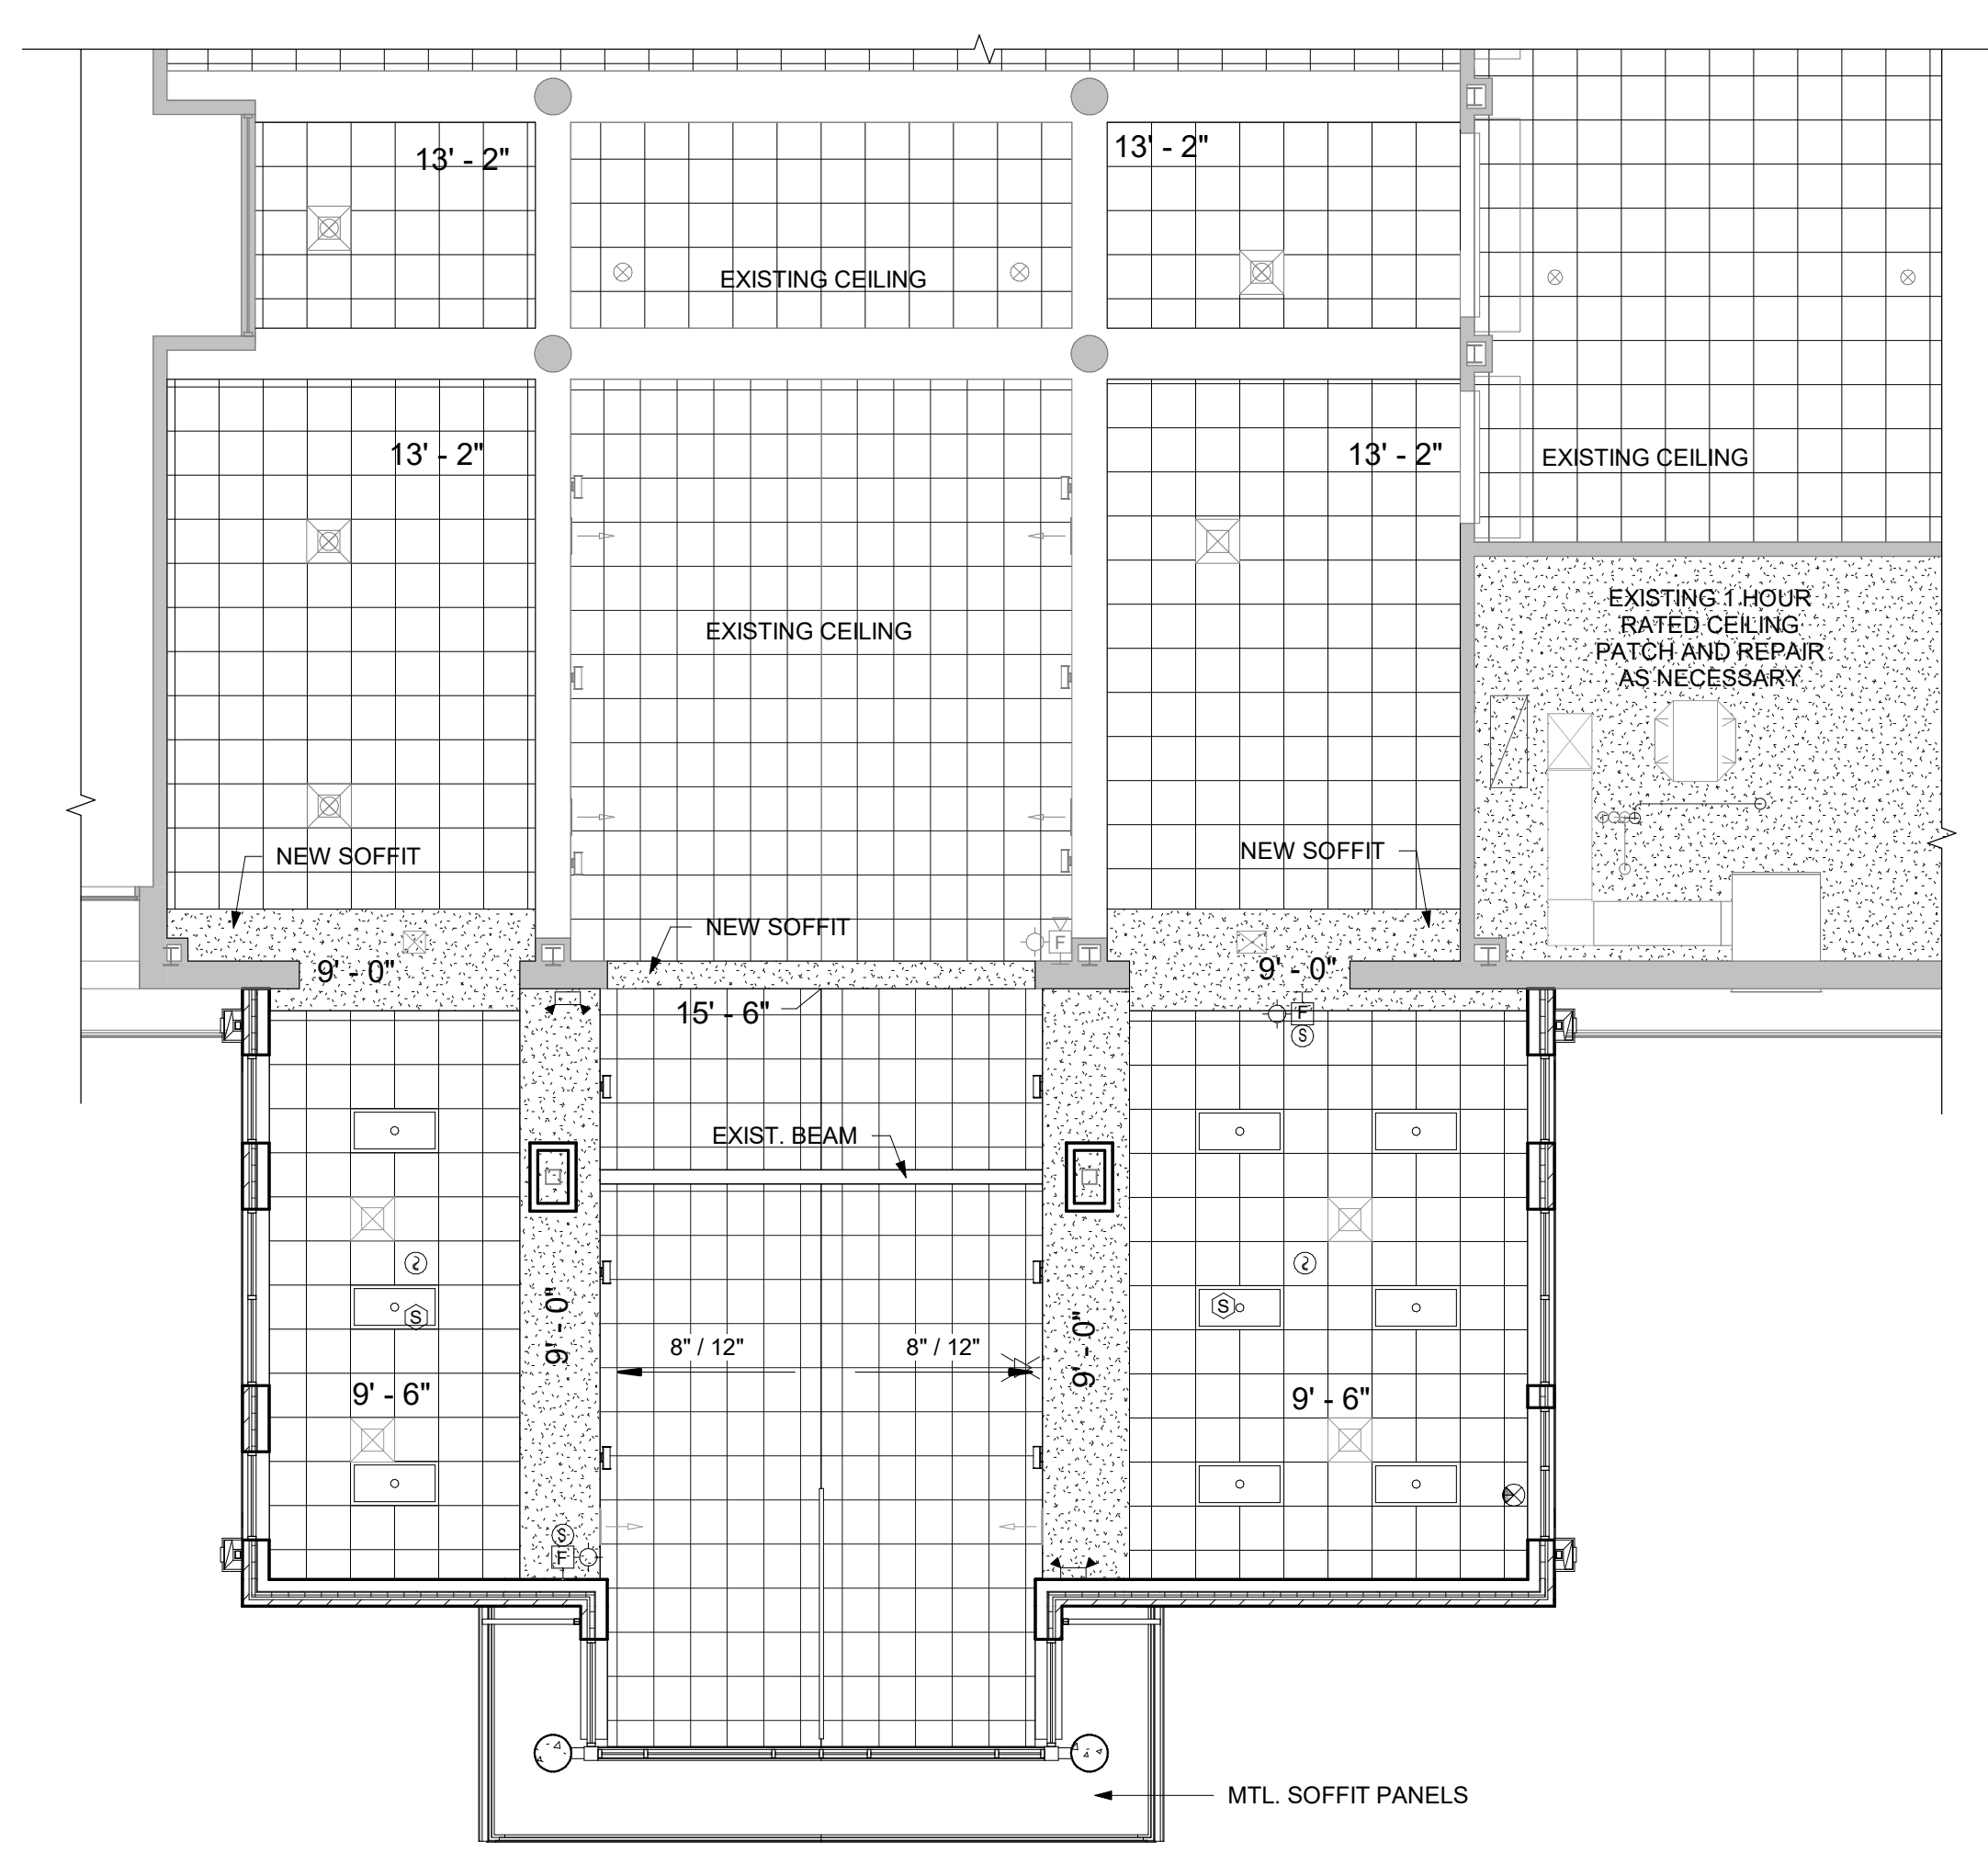 13' - 2"
13' - 2"
EXISTING CEILING
13' - 2"
13' - 2"
EXISTING CEILING
EXISTING CEILING
EXISTING 1 HOUR
RATED CEILING
PATCH AND REPAIR
AS NECESSARY
NEW SOFFIT
NEW SOFFIT
NEW SOFFIT
F
9' - 0"
9' - 0"
15' - 6"
F
S
EXIST. BEAM
S
S
9' - 0"
9' - 0"
8" / 12"
8" / 12"
9' - 6"
9' - 6"
S
F
MTL. SOFFIT PANELS